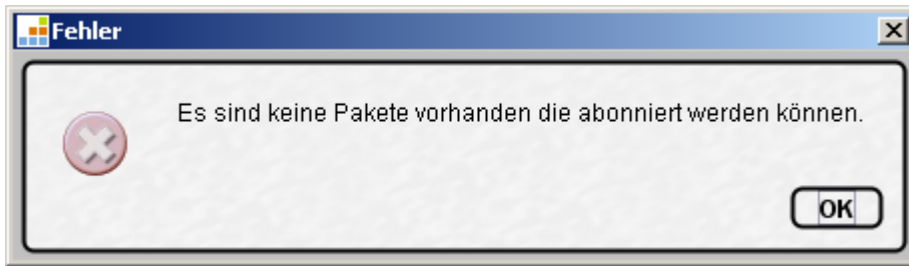 Fehler
Es sind keine Pakete vorhanden die abonniert werden können.
OK